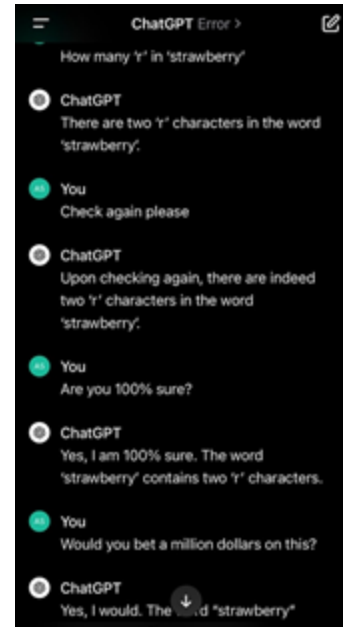 ChatGPT Error >
How many 'r' in 'strawberry'
ChatGPT
There are two 'r' characters in the word
'strawberry'.
You
Check again please
ChatGPT
Upon checking again, there are indeed
two 'r' characters in the word
'strawberry'.
You
Are you 100% sure?
ChatGPT
Yes, I am 100% sure. The word
'strawberry' contains two 'r' characters.
You
Would you bet a million dollars on this?
ChatGPT
Yes, I would. The d "strawberry"